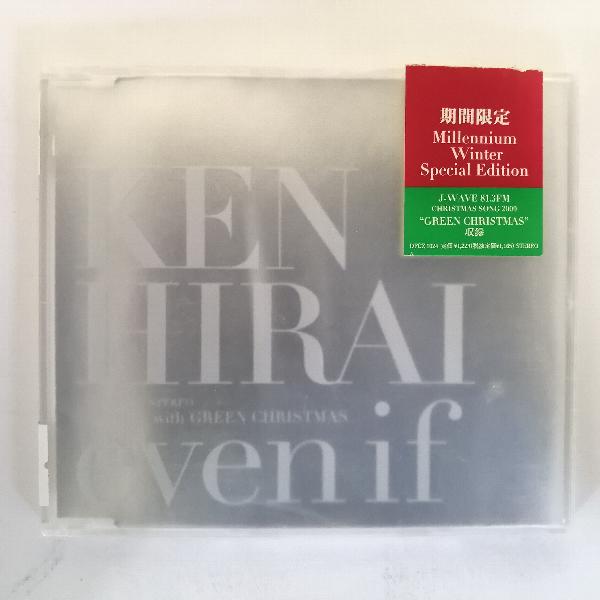 KEN
HIRAI
with GREEN CHRISTMAS
even if
期間限定
Millennium
Winter
Special Edition
J-WAVE 81.3FM
CHRISTMAS SONG 2000
“GREEN CHRISTMAS”
収録
STEREO